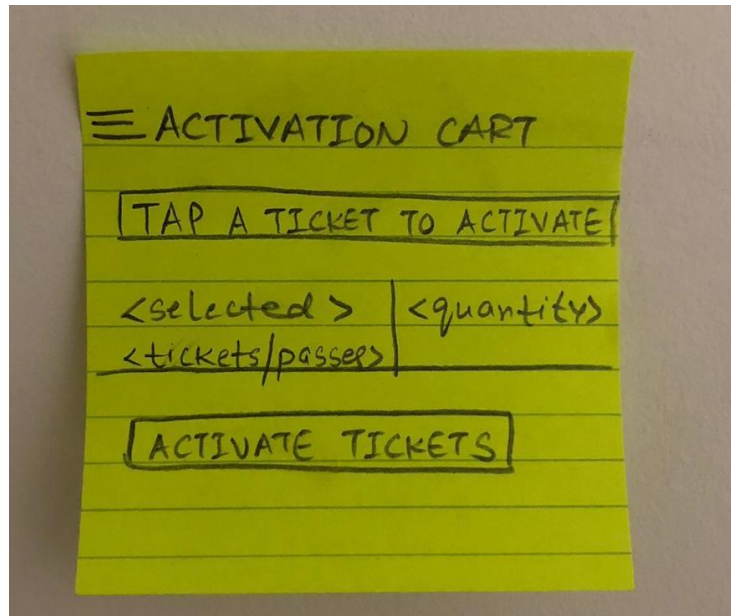 ACTIVATION CART
TAP A TICKET TO ACTIVATE
<selected> <quantity>
<tickets/passes>
ACTIVATE TICKETS